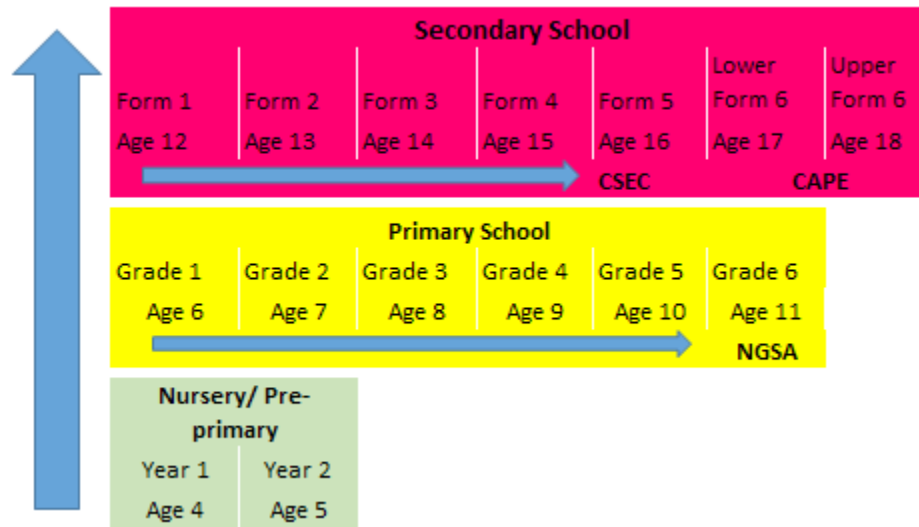 Secondary School
Lower Upper
Form 1 Form 2 Form 3 Form 4 Form 5 Form 6 Form 6
Age 12 Age 13 Age 14 Age 15 Age 16 Age 17 Age 18
CSEC CAPE
Primary School
Grade 1 Grade 2 Grade 3 Grade 4 Grade 5 Grade 6
Age 6 Age 7 Age 8 Age 9 Age 10 Age 11
NGSA
Nursery/ Pre-
primary
Year 1 Year 2
Age 4 Age 5